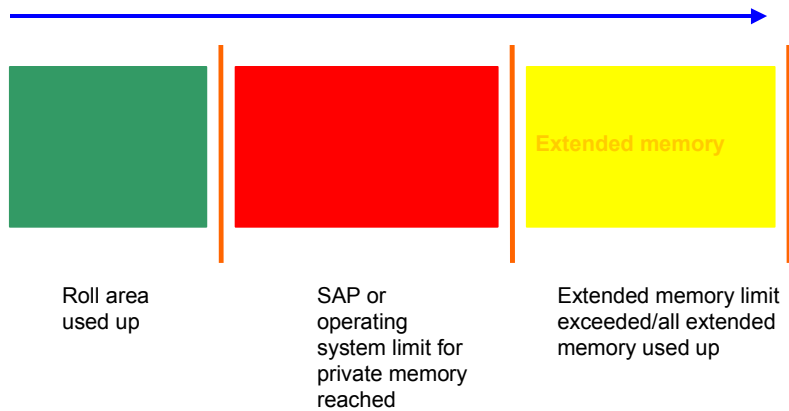 Extended memory
Roll area
used up
SAP or
operating
system limit for
private memory
reached
Extended memory limit
exceeded/all extended
memory used up